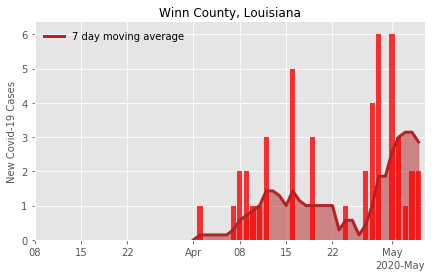 Winn County, Louisiana
7 day moving average
New Covid-19 Cases
6
5
4
3
2
1
0
08 15 22 Apr 08 15 22 May
2020-May